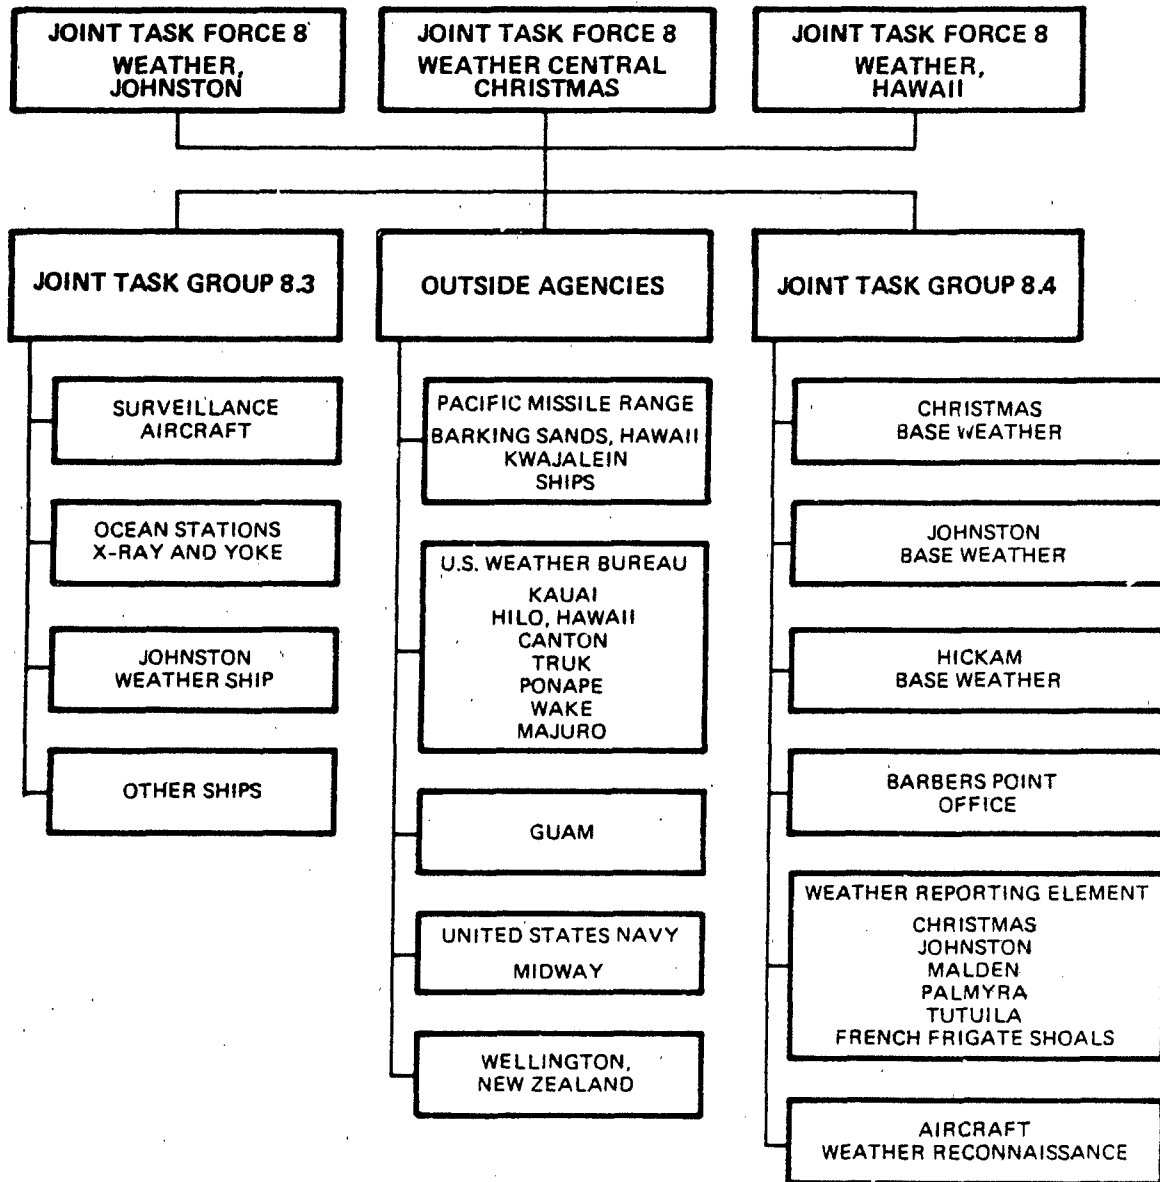 JOINT TASK FORCE 8
WEATHER,
JOHNSTON
JOINT TASK FORCE 8
WEATHER CENTRAL
CHRISTMAS
JOINT TASK FORCE 8
WEATHER,
HAWAII
JOINT TASK GROUP 8.3
OUTSIDE AGENCIES
JOINT TASK GROUP 8.4
SURVEILLANCE
AIRCRAFT
OCEAN STATIONS
X-RAY AND YOKE
JOHNSTON
WEATHER SHIP
OTHER SHIPS
PACIFIC MISSILE RANGE
BARKING SANDS, HAWAII
KWAJALEIN
SHIPS
U.S. WEATHER BUREAU
KAUAI
HILO, HAWAII
CANTON
TRUK
PONAPE
WAKE
MAJURO
GUAM
UNITED STATES NAVY
MIDWAY
WELLINGTON,
NEW ZEALAND
CHRISTMAS
BASE WEATHER
JOHNSTON
BASE WEATHER
HICKAM
BASE WEATHER
BARBERS POINT
OFFICE
WEATHER REPORTING ELEMENT
CHRISTMAS
JOHNSTON
MALDEN
PALMYRA
TUTUILA
FRENCH FRIGATE SHOALS
AIRCRAFT
WEATHER RECONNAISSANCE